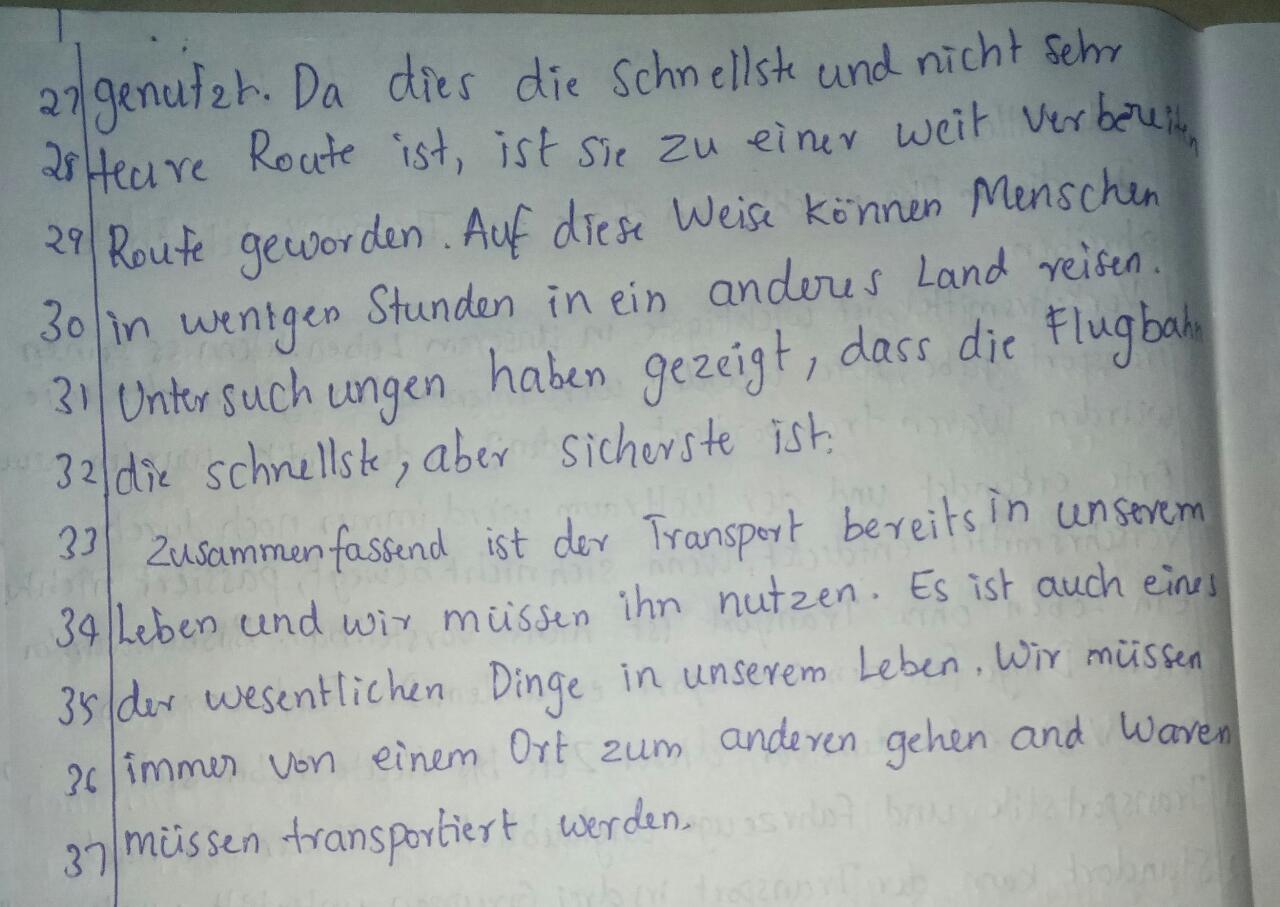 27 genutzt. Da dies die Schnellste und nicht sehr
28 teure Route ist, ist sie zu einer weit verbereiten
29 Route geworden. Auf diese Weise können Menschen
30 in wenigen Stunden in ein anderes Land reisen.
31 Untersuchungen haben gezeigt, dass die Flugbahn
32 die schnellste, aber sicherste ist.
33 Zusammenfassend ist der Transport bereits in unserem
34 Leben und wir müssen ihn nutzen. Es ist auch eines
35 der wesentlichen Dinge in unserem Leben. Wir müssen
36 immer von einem Ort zum anderen gehen and Waren
37 müssen transportiert werden.